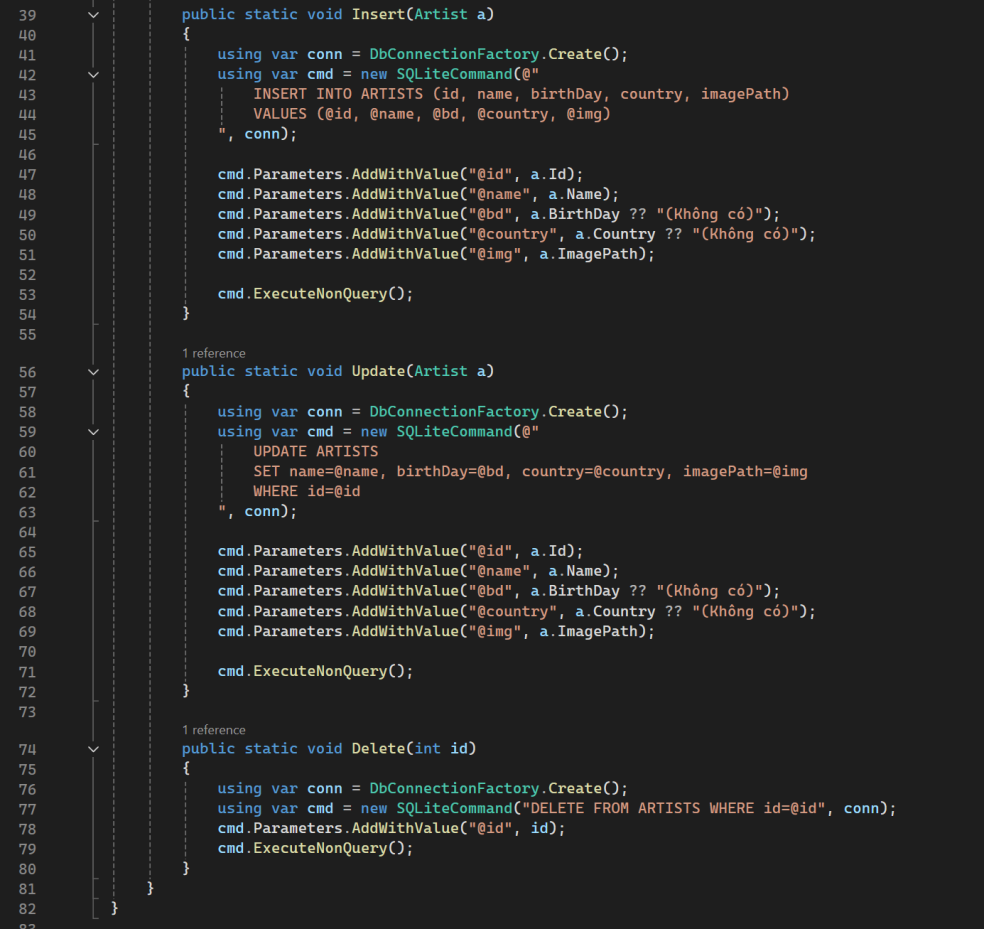 39 public static void Insert(Artist a)
40 {
41 using var conn = DbConnectionFactory.Create();
42 using var cmd = new SQLiteCommand(@"
43 INSERT INTO ARTISTS (id, name, birthDay, country, imagePath)
44 VALUES (@id, @name, @bd, @country, @img)
45 ", conn);
46
47 cmd.Parameters.AddWithValue("@id", a.Id);
48 cmd.Parameters.AddWithValue("@name", a.Name);
49 cmd.Parameters.AddWithValue("@bd", a.BirthDay ?? "(Không có)");
50 cmd.Parameters.AddWithValue("@country", a.Country ?? "(Không có)");
51 cmd.Parameters.AddWithValue("@img", a.ImagePath);
52
53 cmd.ExecuteNonQuery();
54 }
55
1 reference
56 public static void Update(Artist a)
57 {
58 using var conn = DbConnectionFactory.Create();
59 using var cmd = new SQLiteCommand(@"
60 UPDATE ARTISTS
61 SET name=@name, birthDay=@bd, country=@country, imagePath=@img
62 WHERE id=@id
63 ", conn);
64
65 cmd.Parameters.AddWithValue("@id", a.Id);
66 cmd.Parameters.AddWithValue("@name", a.Name);
67 cmd.Parameters.AddWithValue("@bd", a.BirthDay ?? "(Không có)");
68 cmd.Parameters.AddWithValue("@country", a.Country ?? "(Không có)");
69 cmd.Parameters.AddWithValue("@img", a.ImagePath);
70
71 cmd.ExecuteNonQuery();
72 }
73
1 reference
74 public static void Delete(int id)
75 {
76 using var conn = DbConnectionFactory.Create();
77 using var cmd = new SQLiteCommand("DELETE FROM ARTISTS WHERE id=@id", conn);
78 cmd.Parameters.AddWithValue("@id", id);
79 cmd.ExecuteNonQuery();
80 }
81 }
82 }
83